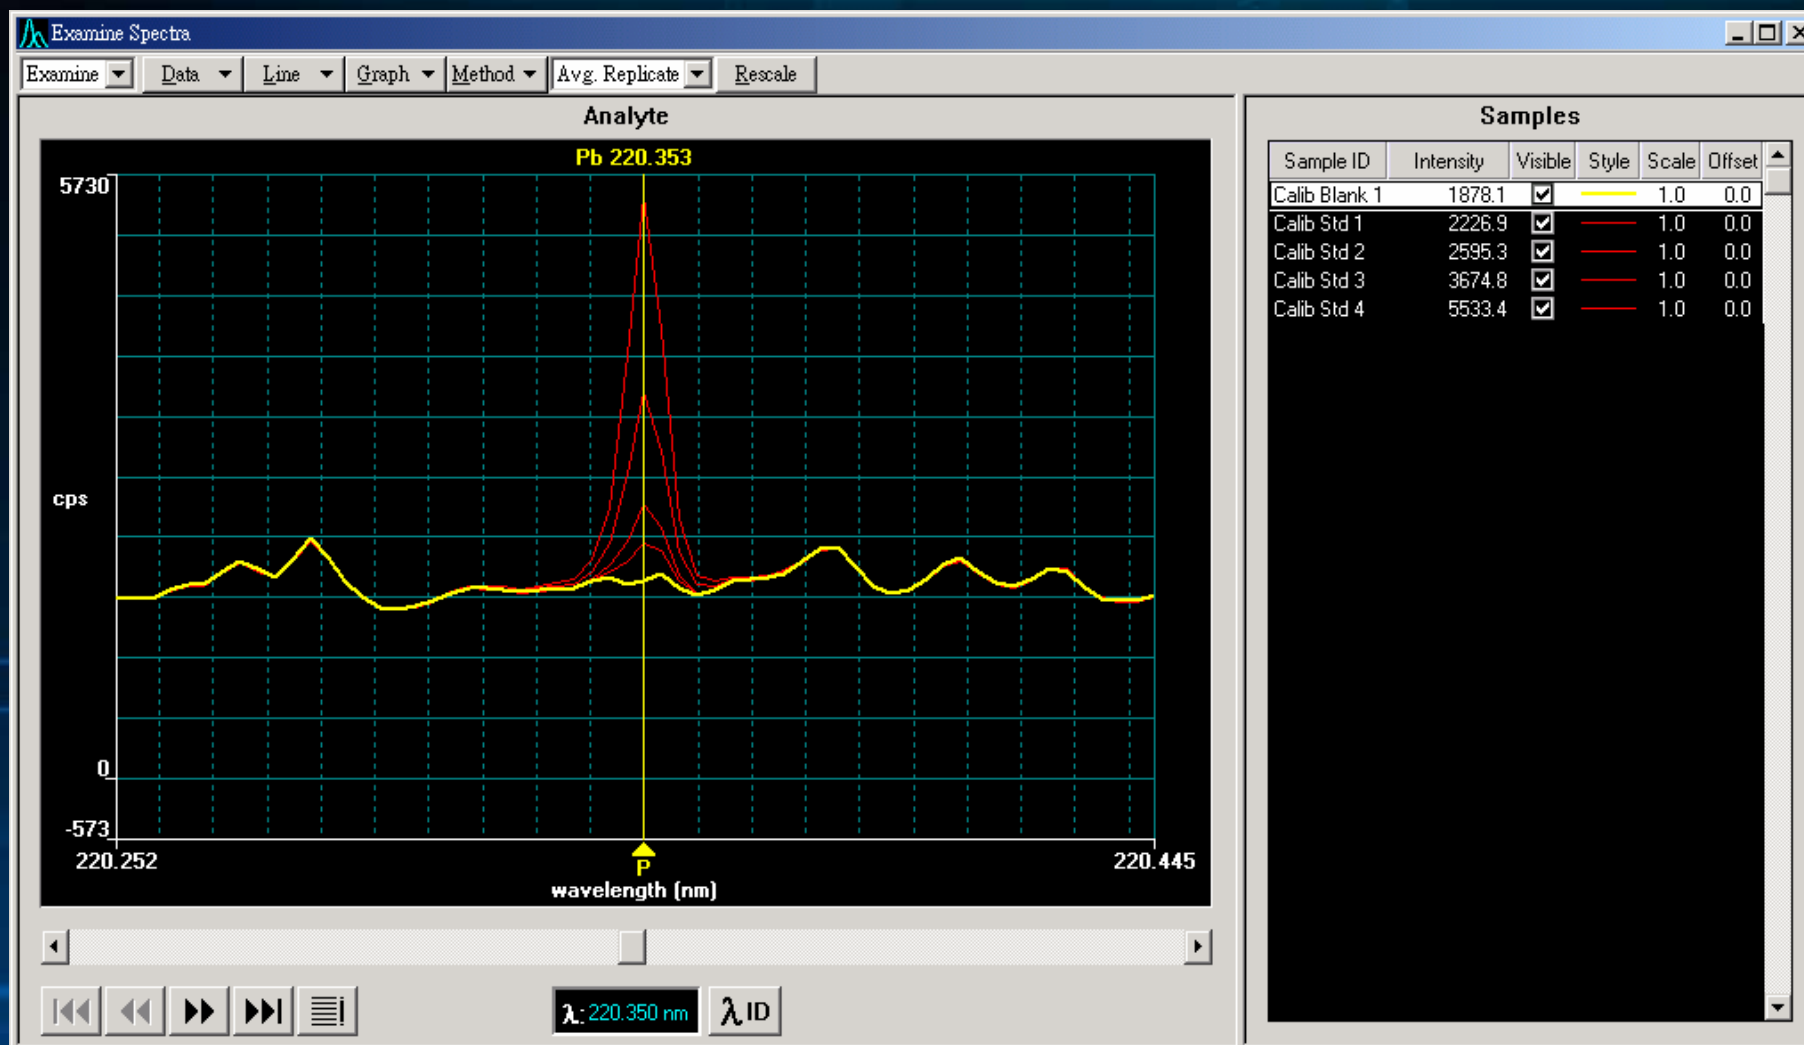 Examine Spectra
Examine Data Line Graph Method Avg. Replicate Rescale
Analyte
Pb 220.353
5730
cps
0
-573
220.252 P 220.445
wavelength (nm)
λ: 220.350 nm λ ID
Samples
Sample ID Intensity Visible Style Scale Offset
Calib Blank 1 1878.1 1.0 0.0
Calib Std 1 2226.9 1.0 0.0
Calib Std 2 2595.3 1.0 0.0
Calib Std 3 3674.8 1.0 0.0
Calib Std 4 5533.4 1.0 0.0